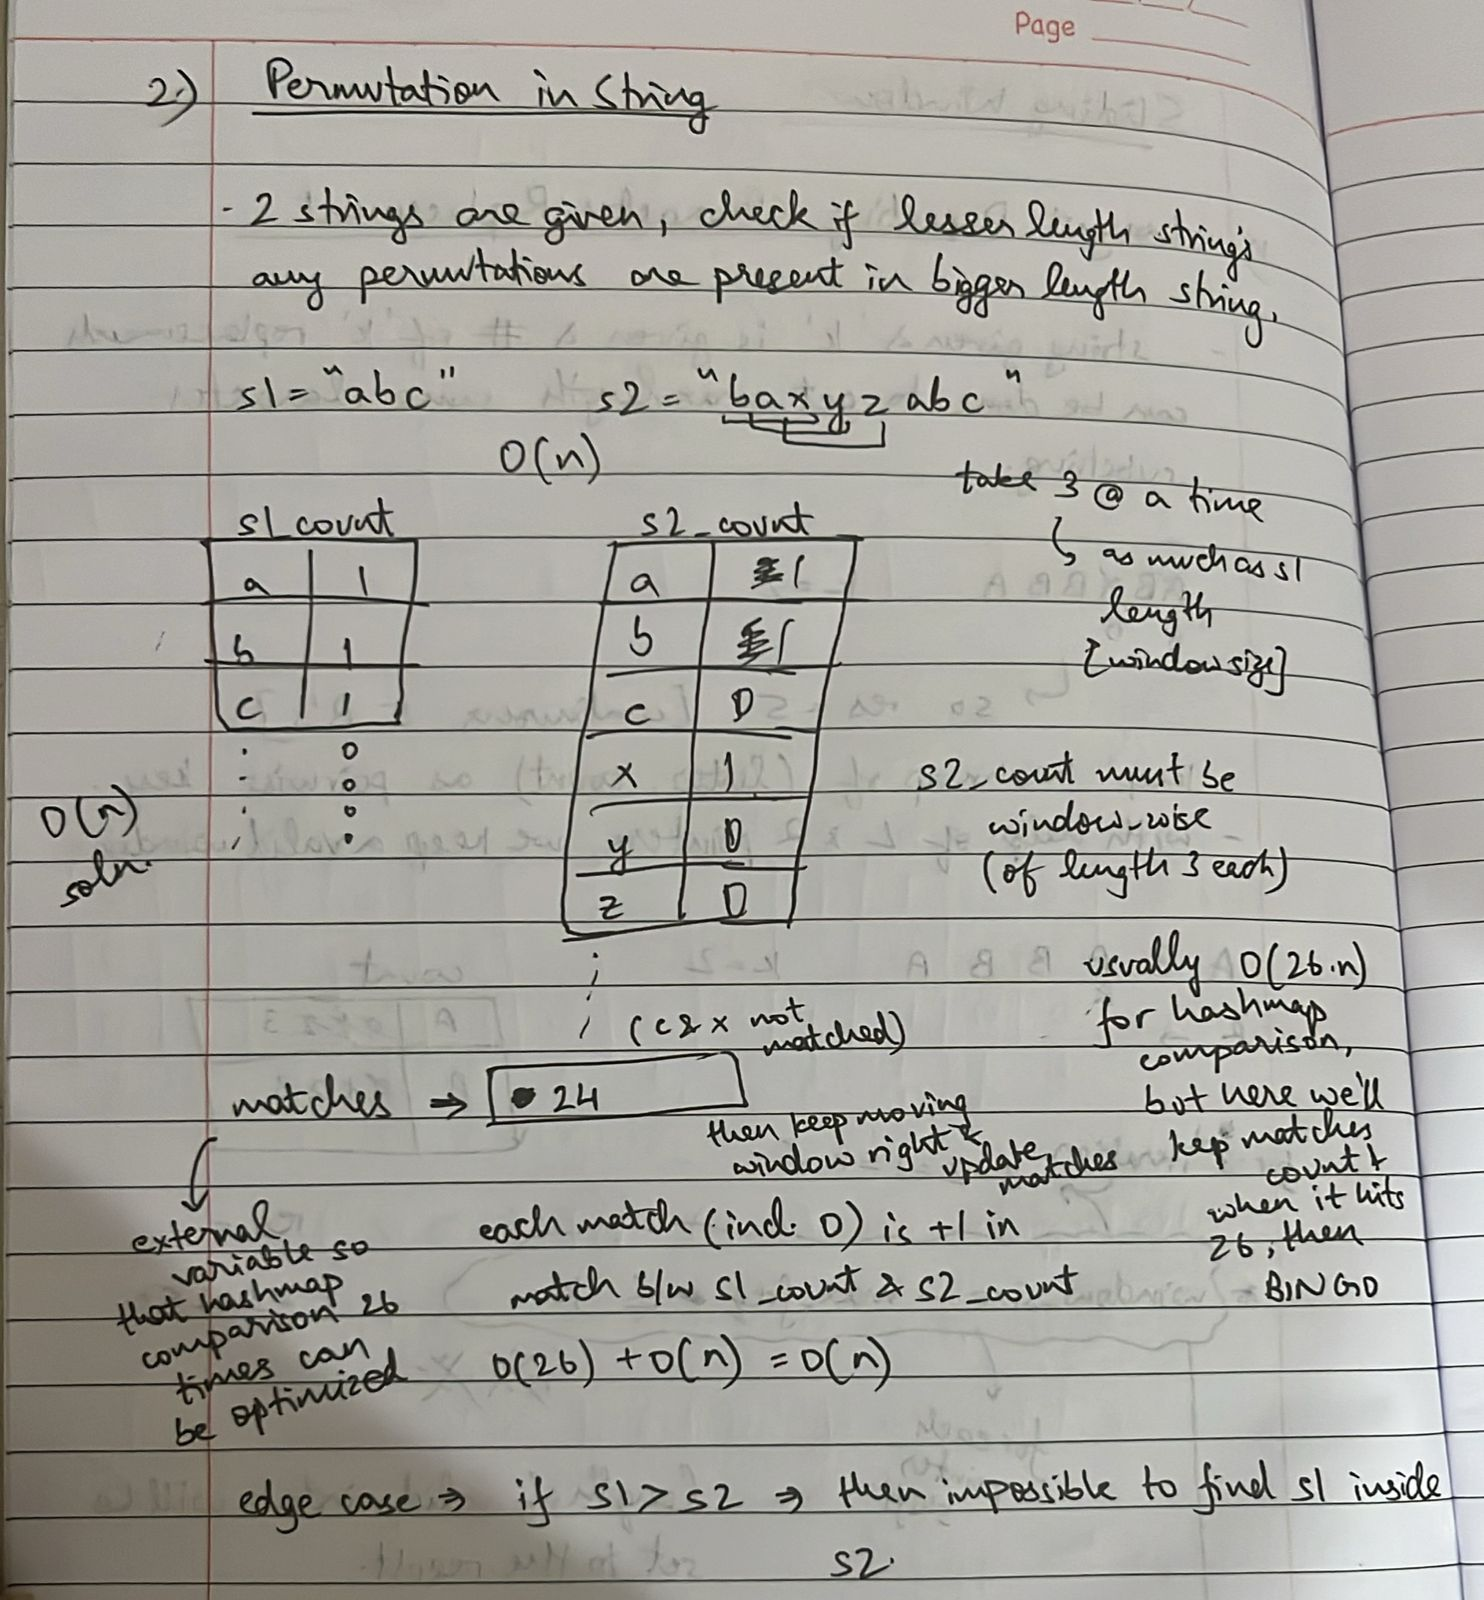 Page
2.) Permutation in String
- 2 strings are given, check if lesser length string's
any permutations are present in bigger length string.
s1 = "abc" s2 = "baxyzabc"
O(n)
take 3 @ a time
↳ as much as s1
length
[window size]
s1_count
a 1
b 1
c 1
: 0
: 0
: 0
O(n)
soln.
s2_count
a 1
b 1
c 0
x 1
y 0
z 0
s2_count must be
window-wise
(of length 3 each)
(c & x not
matched)
usually O(26.n)
for hashmap
comparison,
but here we'll
kep matches
count &
when it hits
26, then
BINGO
matches → 24
then keep moving
window right &
update matches
external
variable so
that hashmap
comparison 26
times can
be optimized
each match (incl. 0) is +1 in
match b/w s1_count & s2_count
O(26) + O(n) = O(n)
edge case ⇒ if s1 > s2 ⇒ then impossible to find s1 inside
s2.